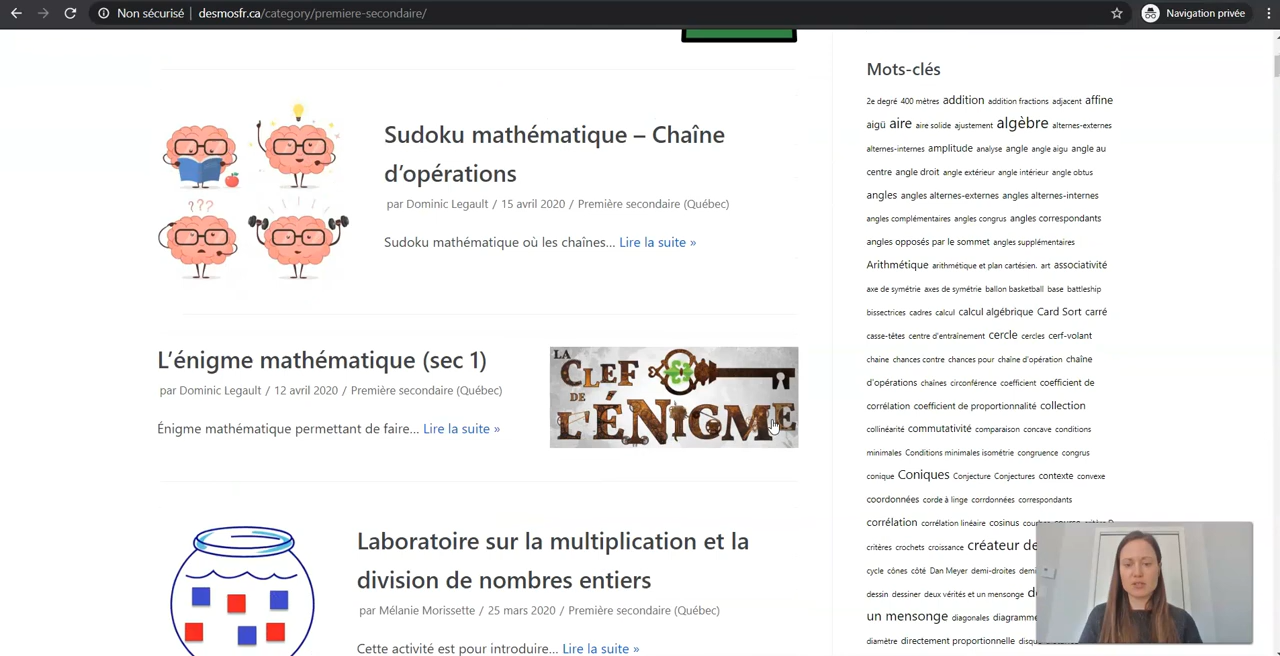 Non sécurisé
desmosfr.ca/category/premiere-secondaire/
Navigation privée
Sudoku mathématique – Chaîne
d’opérations
par Dominic Legault / 15 avril 2020 / Première secondaire (Québec)
Sudoku mathématique où les chaînes... Lire la suite »
L’énigme mathématique (sec 1)
par Dominic Legault / 12 avril 2020 / Première secondaire (Québec)
Énigme mathématique permettant de faire... Lire la suite »
LA
CLEF
DE
L’ÉNIGME
Laboratoire sur la multiplication et la
division de nombres entiers
par Mélanie Morissette / 25 mars 2020 / Première secondaire (Québec)
Cette activité est pour introduire... Lire la suite »
Mots-clés
2e degré 400 mètres addition addition fractions adjacent affine
aigü aire aire solide ajustement algèbre alternes-externes
alternes-internes amplitude analyse angle angle aigu angle au
centre angle droit angle extérieur angle intérieur angle obtus
angles angles alternes-externes angles alternes-internes
angles complémentaires angles congrus angles correspondants
angles opposés par le sommet angles supplémentaires
Arithmétique arithmétique et plan cartésien. art associativité
axe de symétrie axes de symétrie ballon basketball base battleship
bissectrices cadres calcul calcul algébrique Card Sort carré
casse-têtes centre d'entraînement cercle cercles cerf-volant
chaine chances contre chances pour chaîne d'opération chaîne
d'opérations chaînes circonférence coefficient coefficient de
corrélation coefficient de proportionnalité collection
collinéarité commutativité comparaison concave conditions
minimales Conditions minimales isométrie congruence congrus
conique Coniques Conjecture Conjectures contexte convexe
coordonnées corde à linge corrdonnées correspondants
corrélation corrélation linéaire cosinus
critères crochets croissance créateur de
cycle cônes côté Dan Meyer demi-droites
dessin dessiner deux vérités et un mensonge
un mensonge diagonales diagramme
diamètre directement proportionnelle